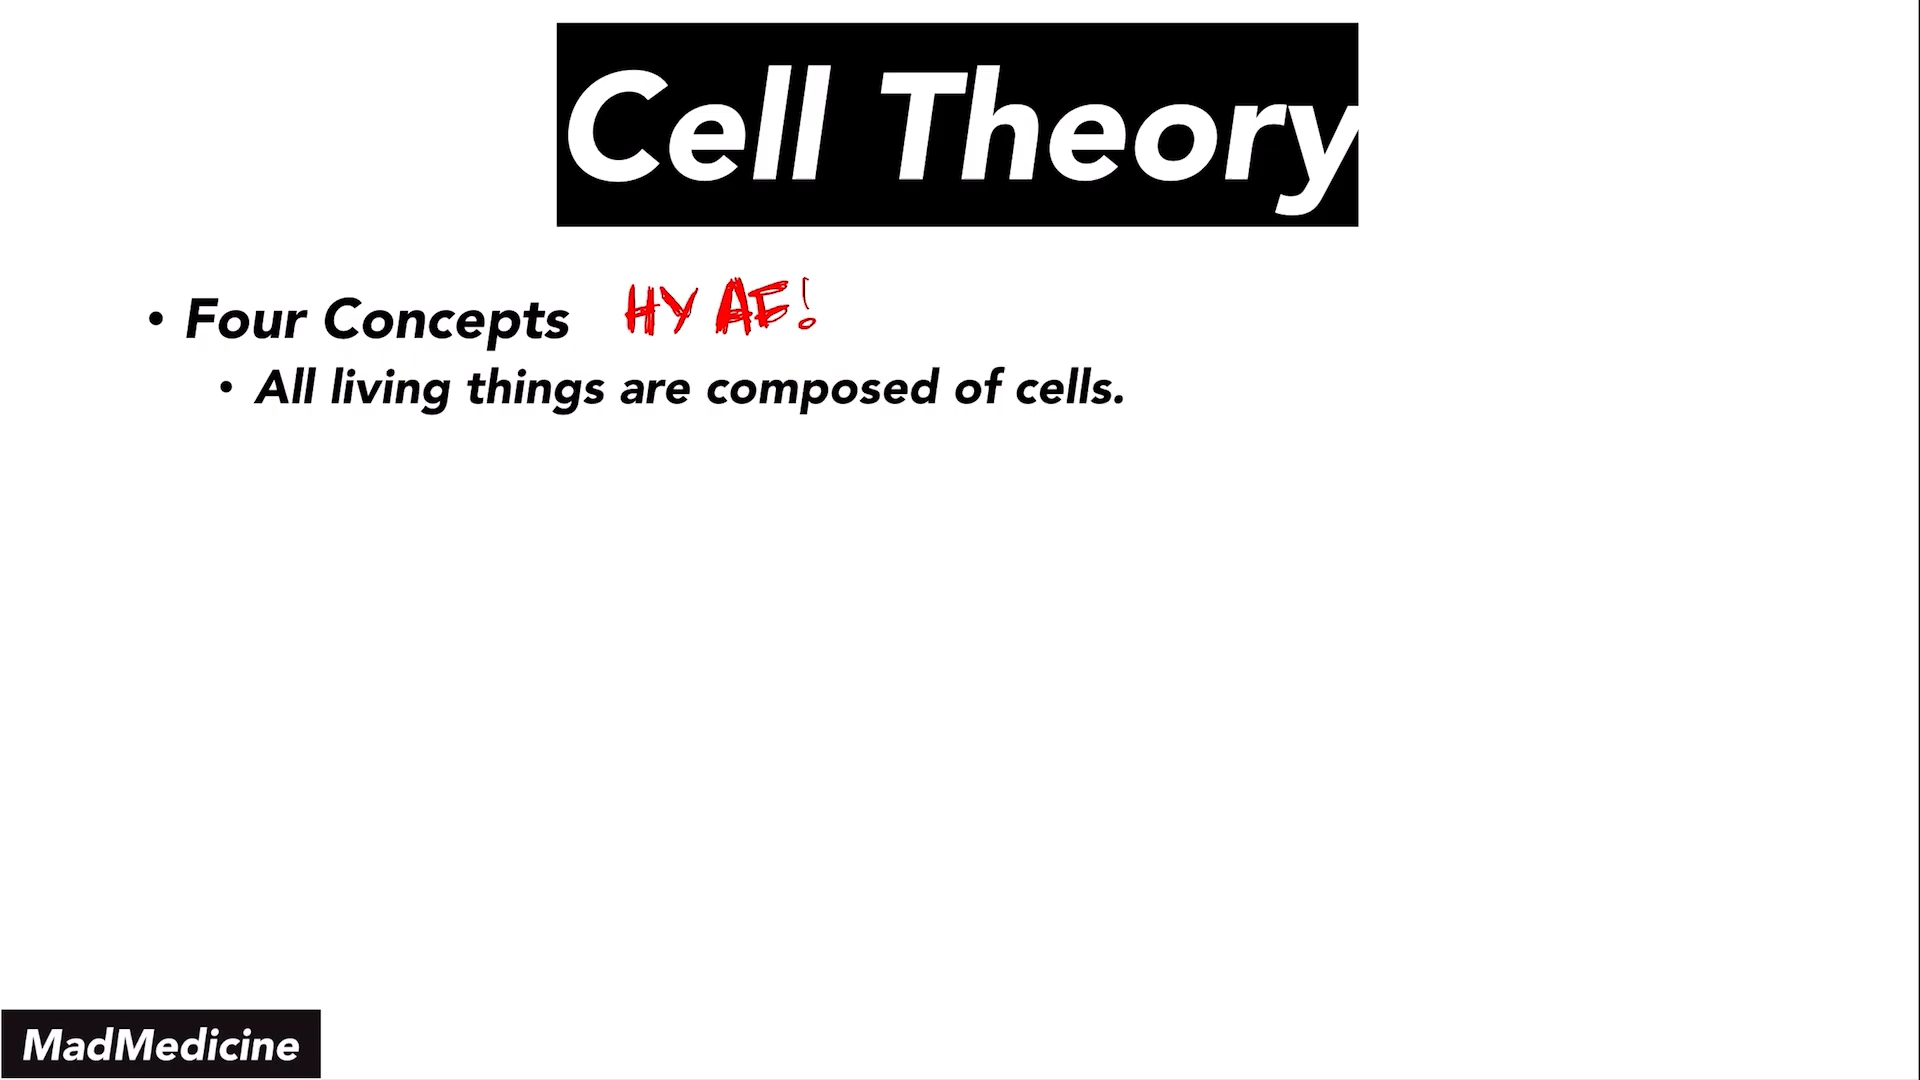 Cell Theory
• Four Concepts HY AF!
• All living things are composed of cells.
MadMedicine